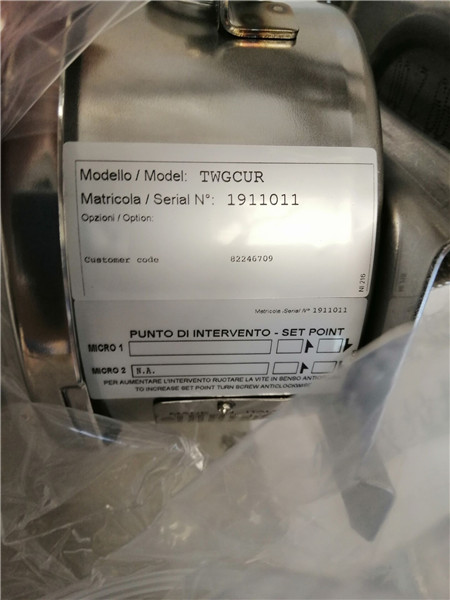 Modello / Model: TWGCUR
Matricola / Serial N°: 1911011
Opzioni / Option:
Customer code 82246709
NI 216
Matricola /Serial N° 1911011
PUNTO DI INTERVENTO - SET POINT
MICRO 1
MICRO 2 N.A.
PER AUMENTARE L'INTERVENTO RUOTARE LA VITE IN SENSO
TO INCREASE SET POINT TURN SCREW ANTICLOCKWISE